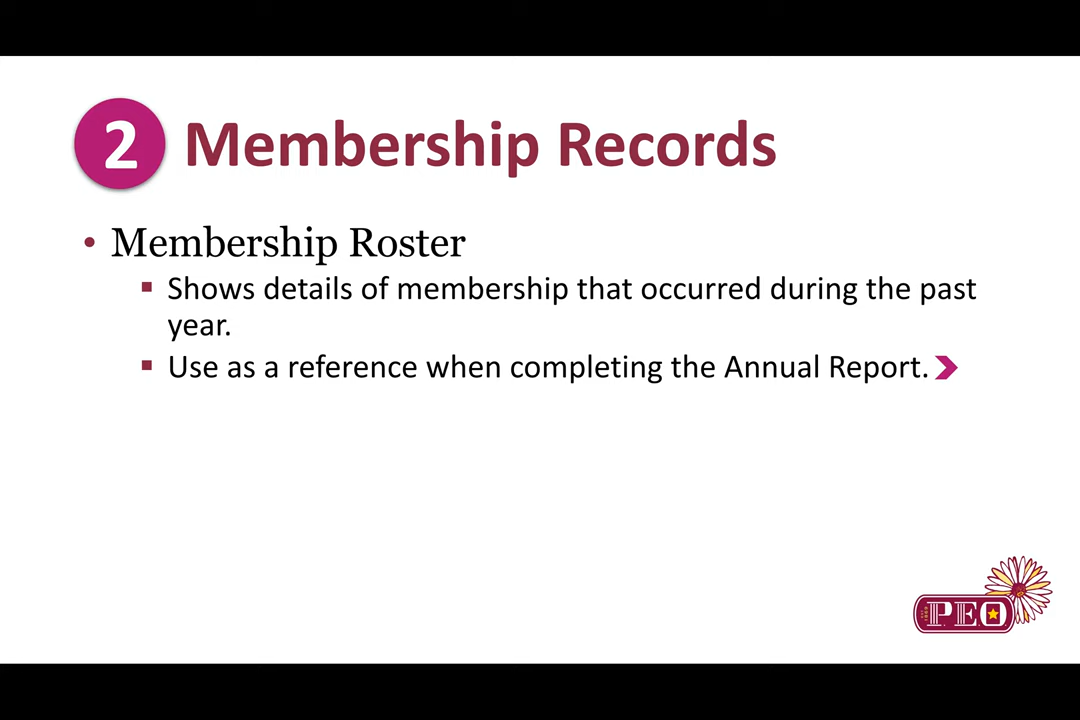 2 Membership Records
• Membership Roster
▪ Shows details of membership that occurred during the past
year.
▪ Use as a reference when completing the Annual Report.
PEO